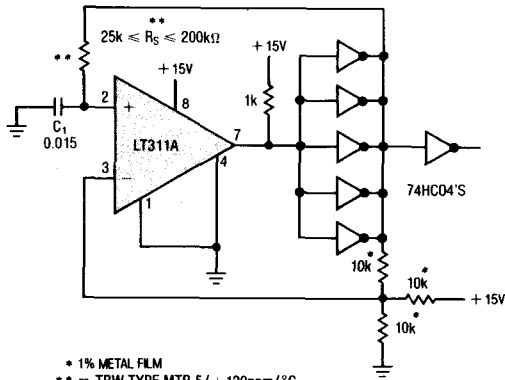 **
25k ≤ R_S ≤ 200kΩ
**
+15V
+15V
8
1k
2
+
C₁
0.015
LT311A
7
3
−
4
1
74HC04'S
10k*
10k*
+15V
10k*
* 1% METAL FILM